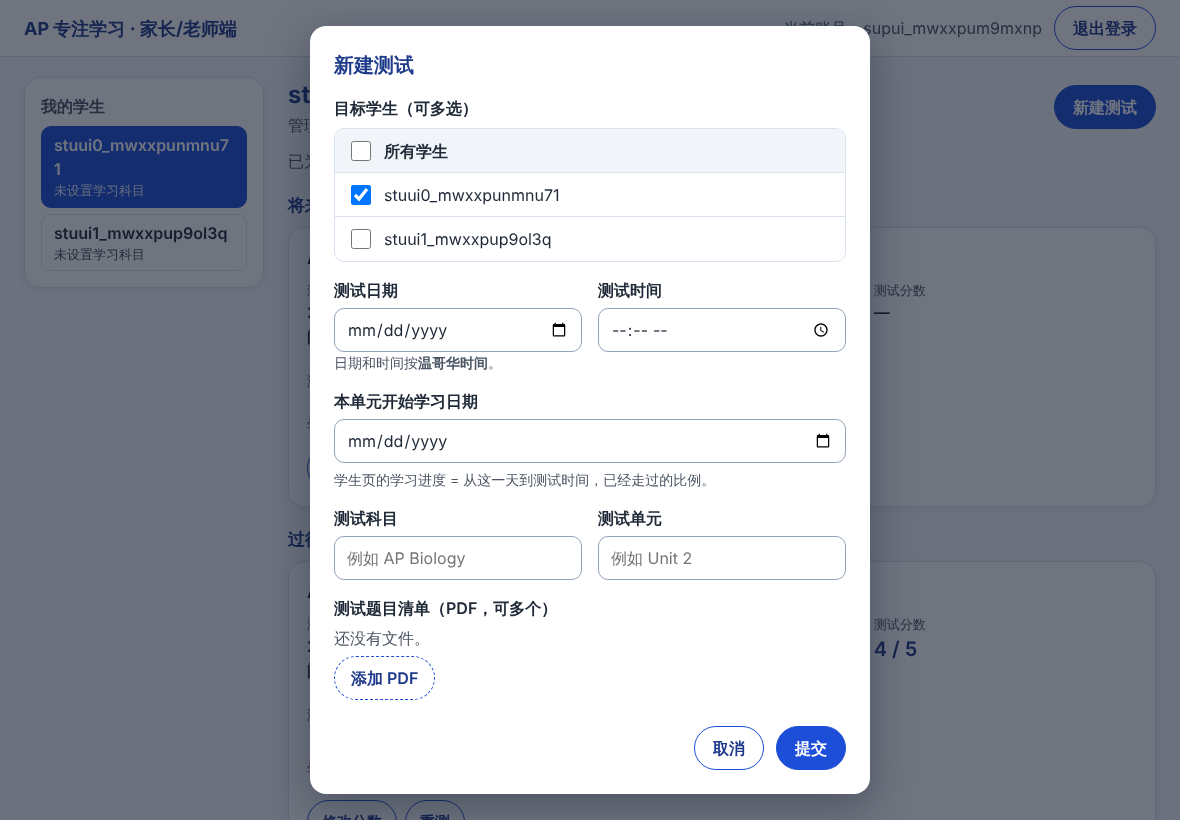 AP 专注学习 · 家长/老师端
supui_mwxxpum9mxnp
退出登录
我的学生
stuui0_mwxxpunmnu7
1
未设置学习科目
stuui1_mwxxpup9ol3q
未设置学习科目
新建测试
新建测试
目标学生（可多选）
所有学生
stuui0_mwxxpunmnu71
stuui1_mwxxpup9ol3q
测试日期
测试时间
mm/dd/yyyy
--:-- --
日期和时间按温哥华时间。
本单元开始学习日期
mm/dd/yyyy
学生页的学习进度 = 从这一天到测试时间，已经走过的比例。
测试科目
测试单元
例如 AP Biology
例如 Unit 2
测试题目清单（PDF，可多个）
还没有文件。
添加 PDF
取消
提交
测试分数
—
测试分数
4 / 5